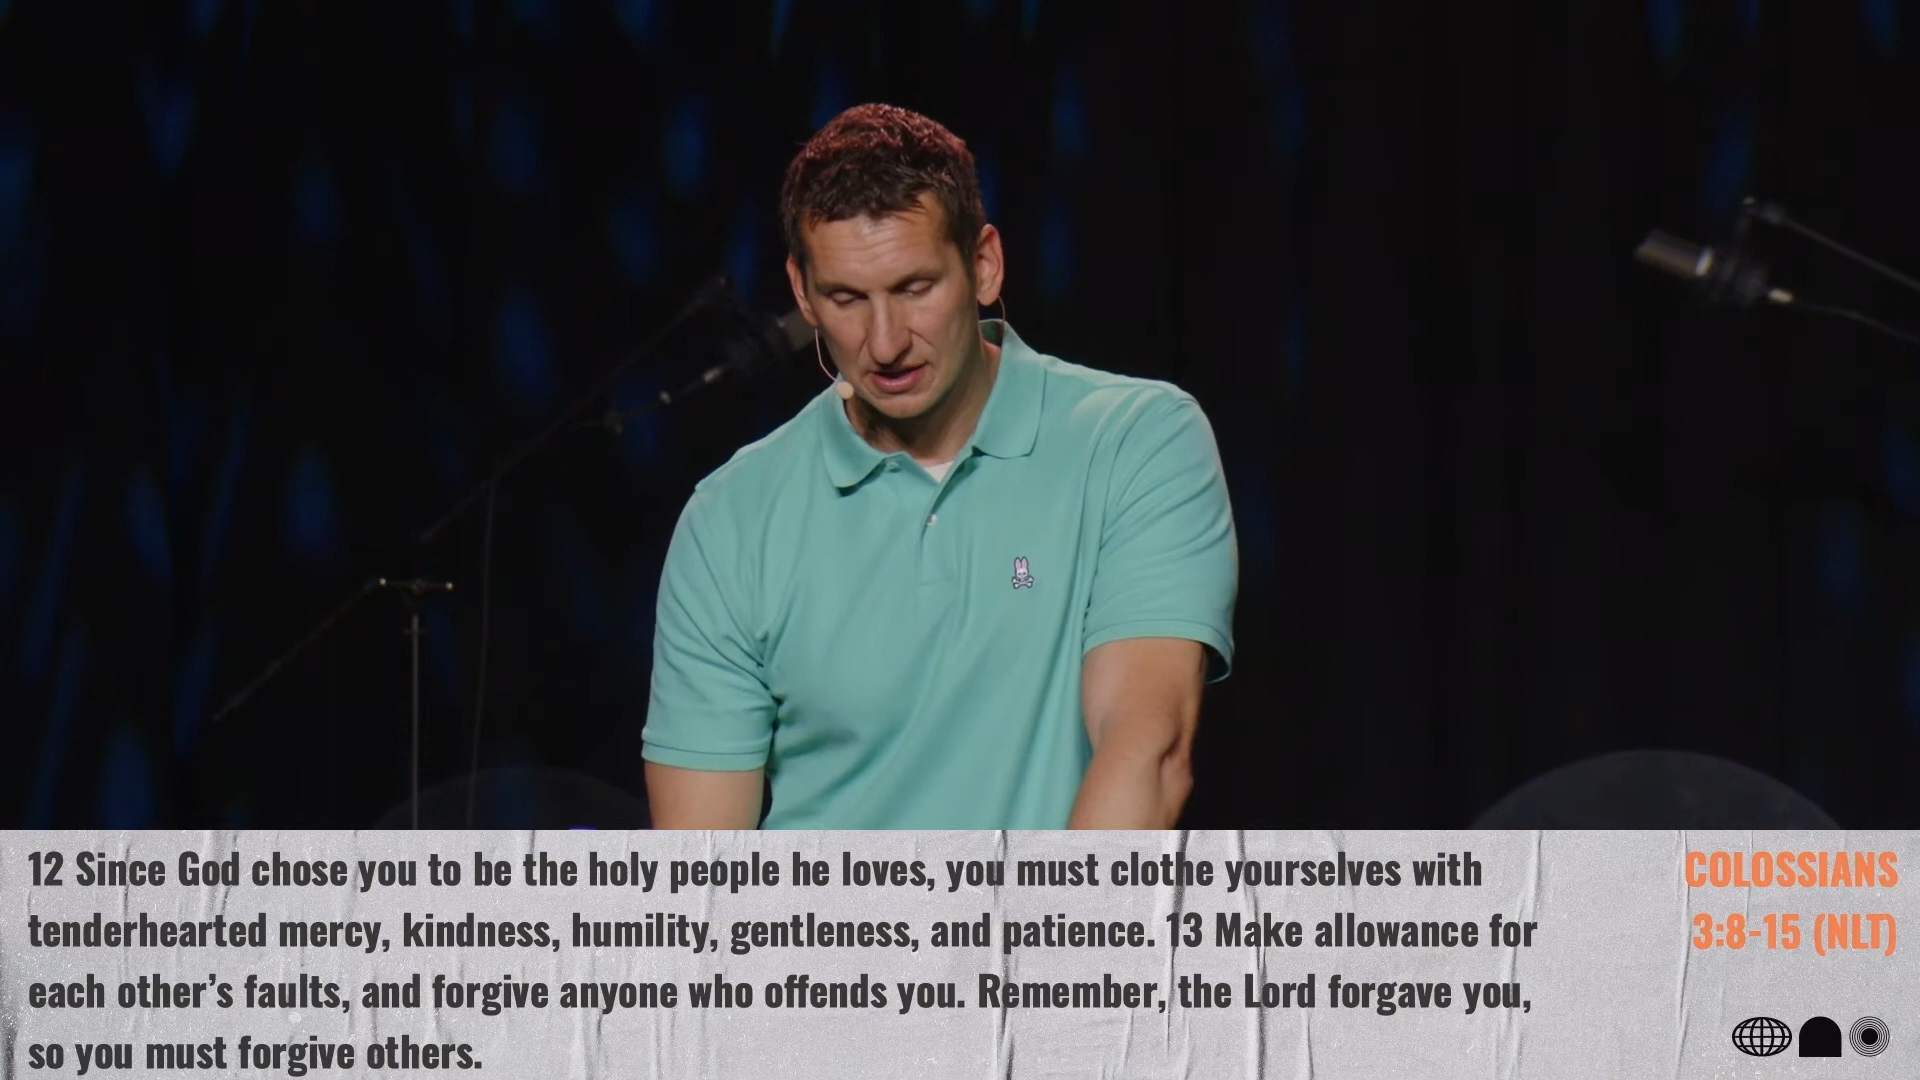 12 Since God chose you to be the holy people he loves, you must clothe yourselves with
tenderhearted mercy, kindness, humility, gentleness, and patience. 13 Make allowance for
each other’s faults, and forgive anyone who offends you. Remember, the Lord forgave you,
so you must forgive others.
COLOSSIANS
3:8-15 (NLT)